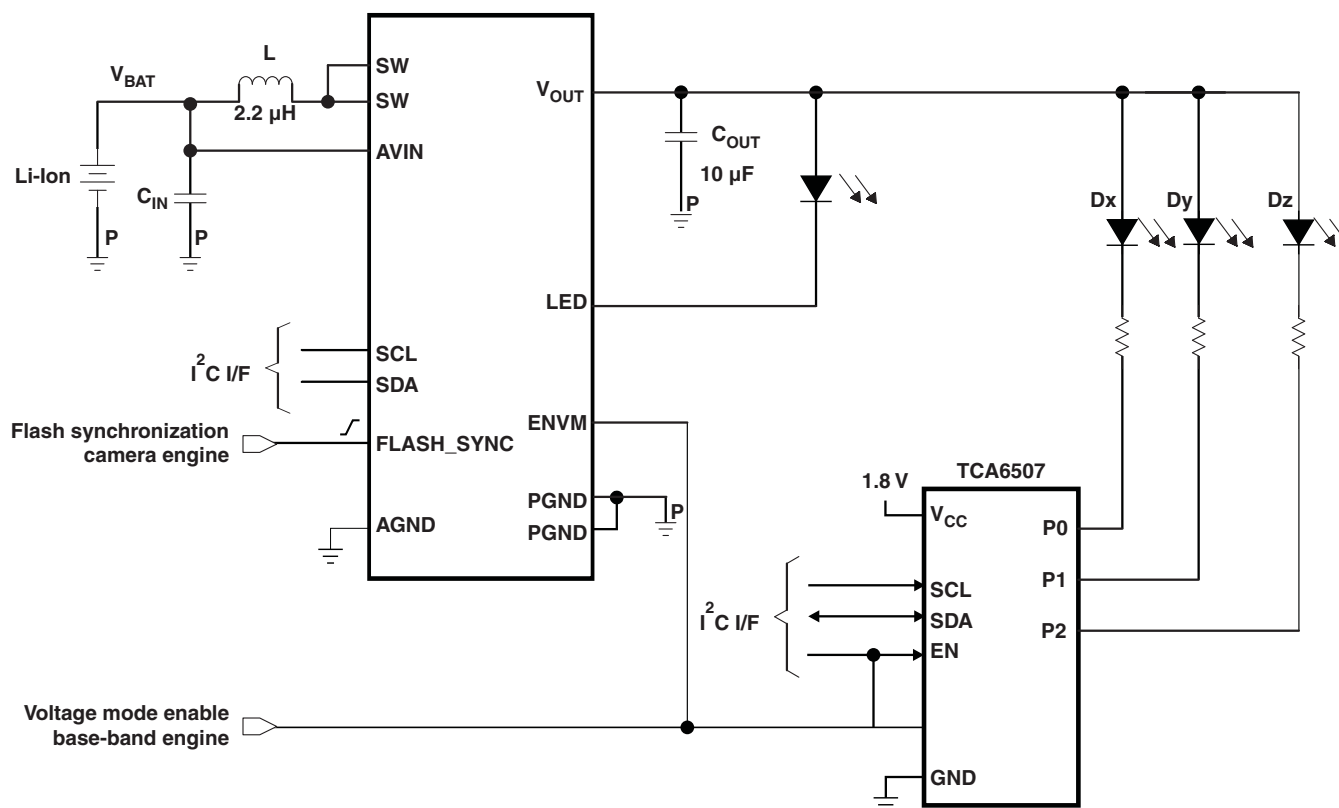 L
V_BAT
2.2 µH
SW
SW
AVIN
Li-Ion
C_IN
P
P
V_OUT
C_OUT
10 µF
P
Dx
Dy
Dz
LED
I²C I/F
SCL
SDA
Flash synchronization
camera engine
FLASH_SYNC
ENVM
PGND
PGND
P
AGND
TCA6507
1.8 V
V_CC
P0
P1
P2
I²C I/F
SCL
SDA
EN
Voltage mode enable
base-band engine
GND